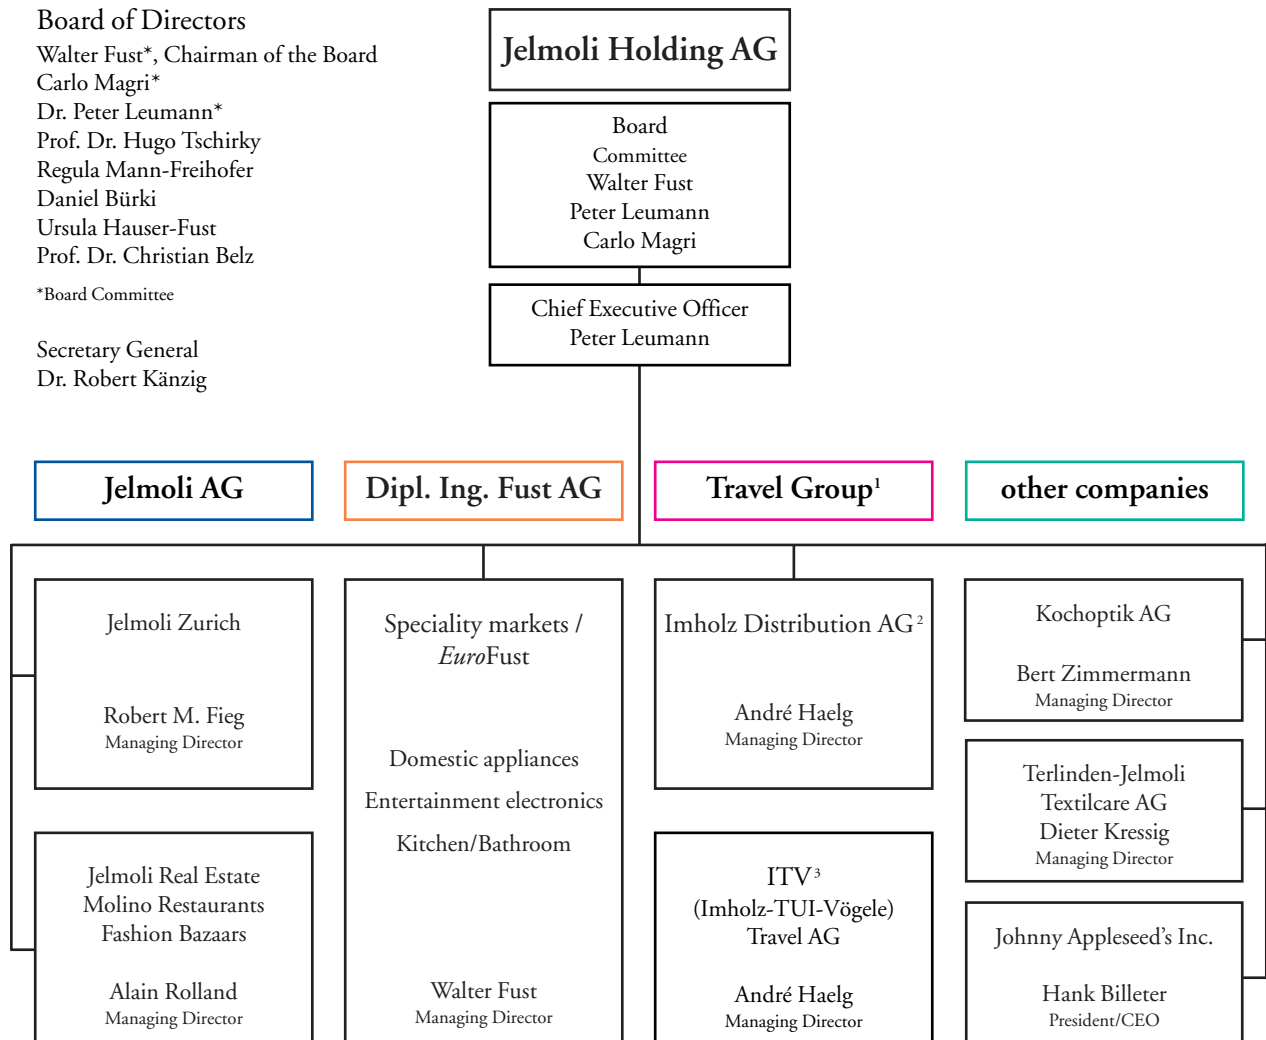 Board of Directors
Walter Fust*, Chairman of the Board
Carlo Magri*
Dr. Peter Leumann*
Prof. Dr. Hugo Tschirky
Regula Mann-Freihofer
Daniel Bürki
Ursula Hauser-Fust
Prof. Dr. Christian Belz
*Board Committee
Secretary General
Dr. Robert Känzig
Jelmoli Holding AG
Board
Committee
Walter Fust
Peter Leumann
Carlo Magri
Chief Executive Officer
Peter Leumann
Jelmoli AG
Jelmoli Zurich
Robert M. Fieg
Managing Director
Jelmoli Real Estate
Molino Restaurants
Fashion Bazaars
Alain Rolland
Managing Director
Dipl. Ing. Fust AG
Speciality markets /
EuroFust
Domestic appliances
Entertainment electronics
Kitchen/Bathroom
Walter Fust
Managing Director
Travel Group¹
Imholz Distribution AG²
André Haelg
Managing Director
ITV³
(Imholz-TUI-Vögele)
Travel AG
André Haelg
Managing Director
other companies
Kochoptik AG
Bert Zimmermann
Managing Director
Terlinden-Jelmoli
Textilcare AG
Dieter Kressig
Managing Director
Johnny Appleseed's Inc.
Hank Billeter
President/CEO